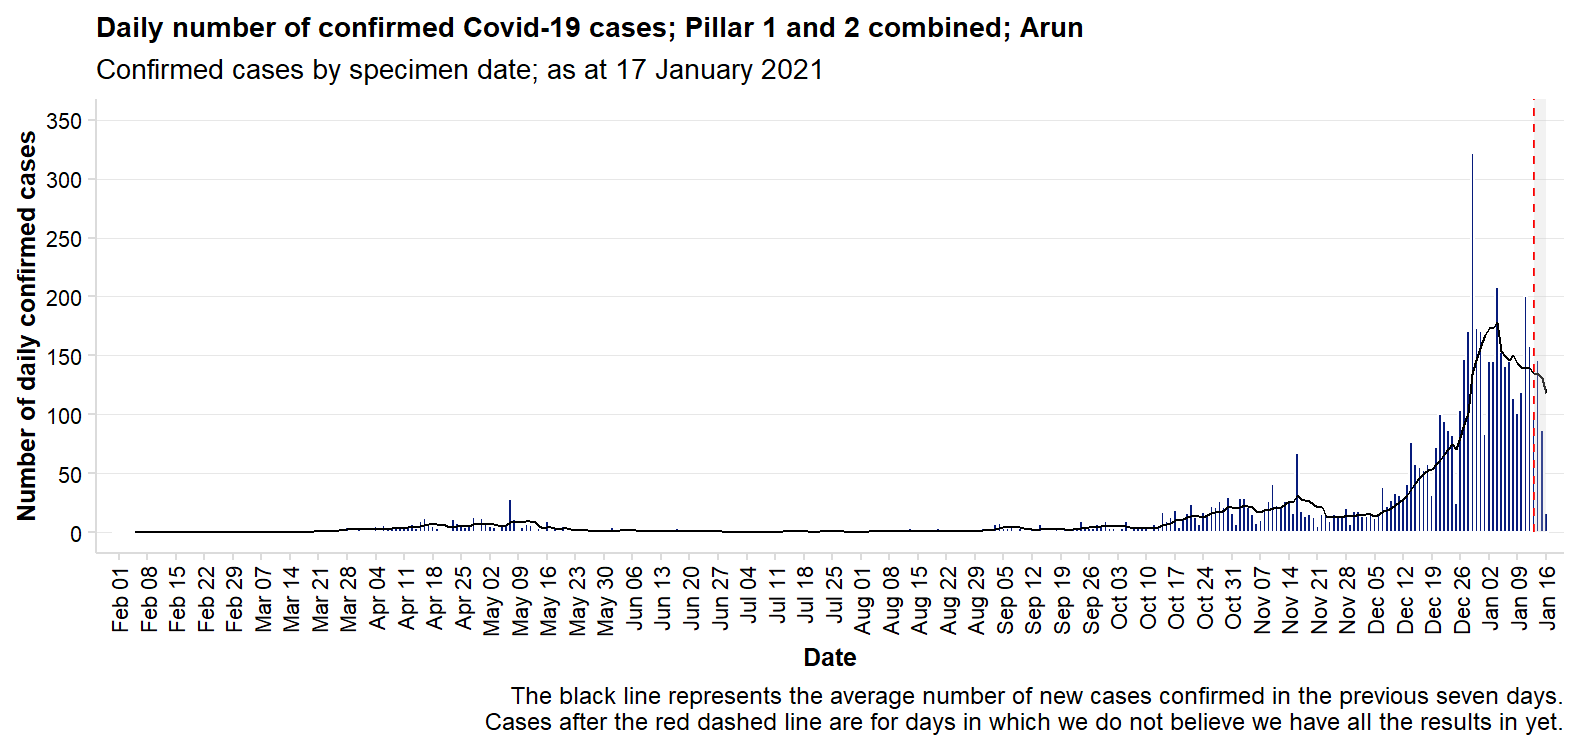 Daily number of confirmed Covid-19 cases; Pillar 1 and 2 combined; Arun
Confirmed cases by specimen date; as at 17 January 2021
Number of daily confirmed cases
350
300
250
200
150
100
50
0
Feb 01
Feb 08
Feb 15
Feb 22
Feb 29
Mar 07
Mar 14
Mar 21
Mar 28
Apr 04
Apr 11
Apr 18
Apr 25
May 02
May 09
May 16
May 23
May 30
Jun 06
Jun 13
Jun 20
Jun 27
Jul 04
Jul 11
Jul 18
Jul 25
Aug 01
Aug 08
Aug 15
Aug 22
Aug 29
Sep 05
Sep 12
Sep 19
Sep 26
Oct 03
Oct 10
Oct 17
Oct 24
Oct 31
Nov 07
Nov 14
Nov 21
Nov 28
Dec 05
Dec 12
Dec 19
Dec 26
Jan 02
Jan 09
Jan 16
Date
The black line represents the average number of new cases confirmed in the previous seven days.
Cases after the red dashed line are for days in which we do not believe we have all the results in yet.